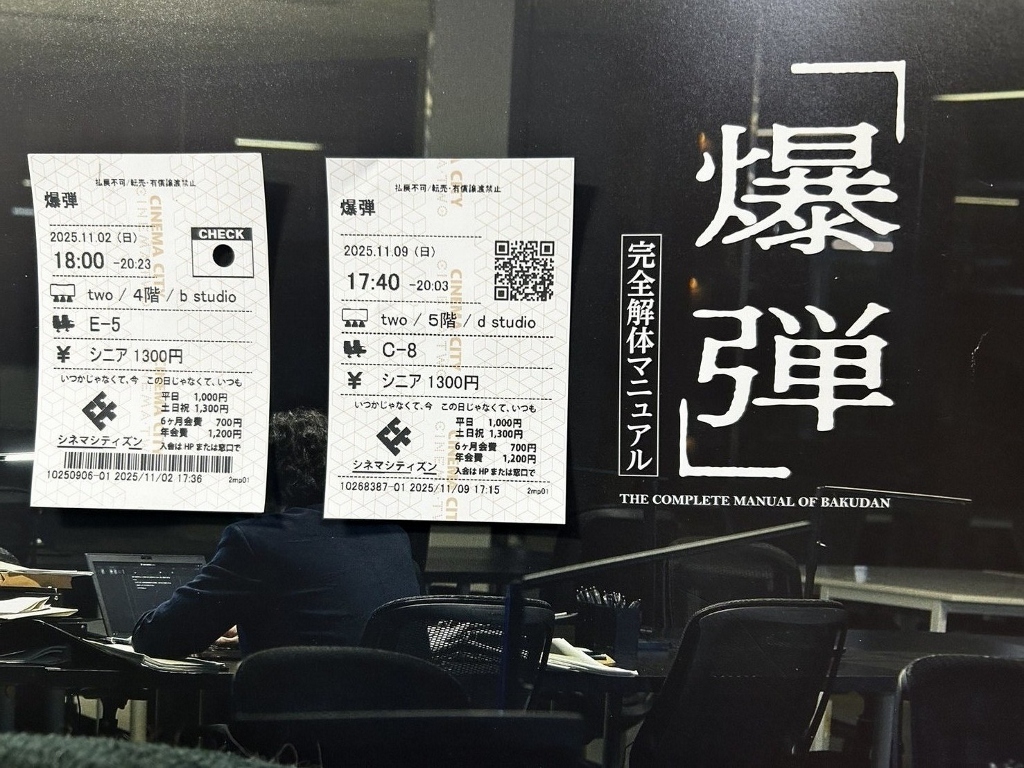 払戻不可/転売・有償譲渡禁止
爆弾
2025.11.02 (日)
CHECK
18:00 -20:23
two / 4階 / b studio
E-5
¥ シニア 1300円
いつかじゃなくて、今 この日じゃなくて、いつも
平日 1,000円
土日祝 1,300円
6ヶ月会費 700円
年会費 1,200円
シネマシティズン 入会は HP または窓口で
10250906-01 2025/11/02 17:36 2mp01
払戻不可/転売・有償譲渡禁止
爆弾
2025.11.09 (日)
17:40 -20:03
two / 5階 / d studio
C-8
¥ シニア 1300円
いつかじゃなくて、今 この日じゃなくて、いつも
平日 1,000円
土日祝 1,300円
6ヶ月会費 700円
年会費 1,200円
シネマシティズン 入会は HP または窓口で
10268387-01 2025/11/09 17:15 2mp01
CINEMA CITY
「爆弾」
完全解体マニュアル
THE COMPLETE MANUAL OF BAKUDAN